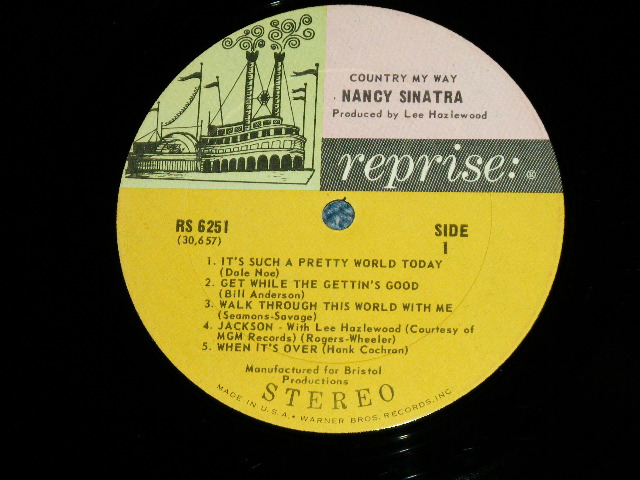 COUNTRY MY WAY
NANCY SINATRA
Produced by Lee Hazlewood
reprise: ®
RS 6251
(30,657)
SIDE
1
1. IT'S SUCH A PRETTY WORLD TODAY
(Dale Noe)
2. GET WHILE THE GETTIN'S GOOD
(Bill Anderson)
3. WALK THROUGH THIS WORLD WITH ME
(Seamons-Savage)
4. JACKSON - With Lee Hazlewood (Courtesy of
MGM Records) (Rogers-Wheeler)
5. WHEN IT'S OVER (Hank Cochran)
Manufactured for Bristol
Productions
STEREO
MADE IN U.S.A. • WARNER BROS. RECORDS, INC.